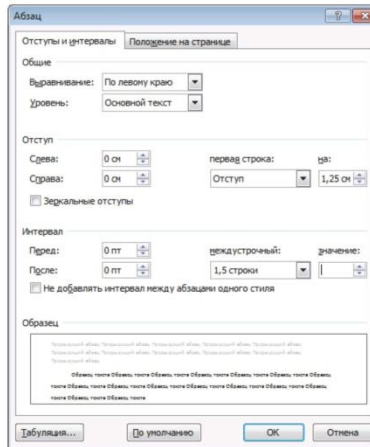 Абзац
Отступы и интервалы Положение на странице
Общие
Выравнивание: По левому краю
Уровень: Основной текст
Отступ
Слева: 0 см первая строка: на:
Справа: 0 см Отступ 1,25 см
Зеркальные отступы
Интервал
Перед: 0 пт междустрочный: значение:
После: 0 пт 1,5 строки
Не добавлять интервал между абзацами одного стиля
Образец
Образец текста Образец текста Образец текста Образец текста Образец текста Образец
текста Образец текста Образец текста Образец текста Образец текста Образец
текста Образец текста Образец текста
Табуляция... По умолчанию ОК Отмена